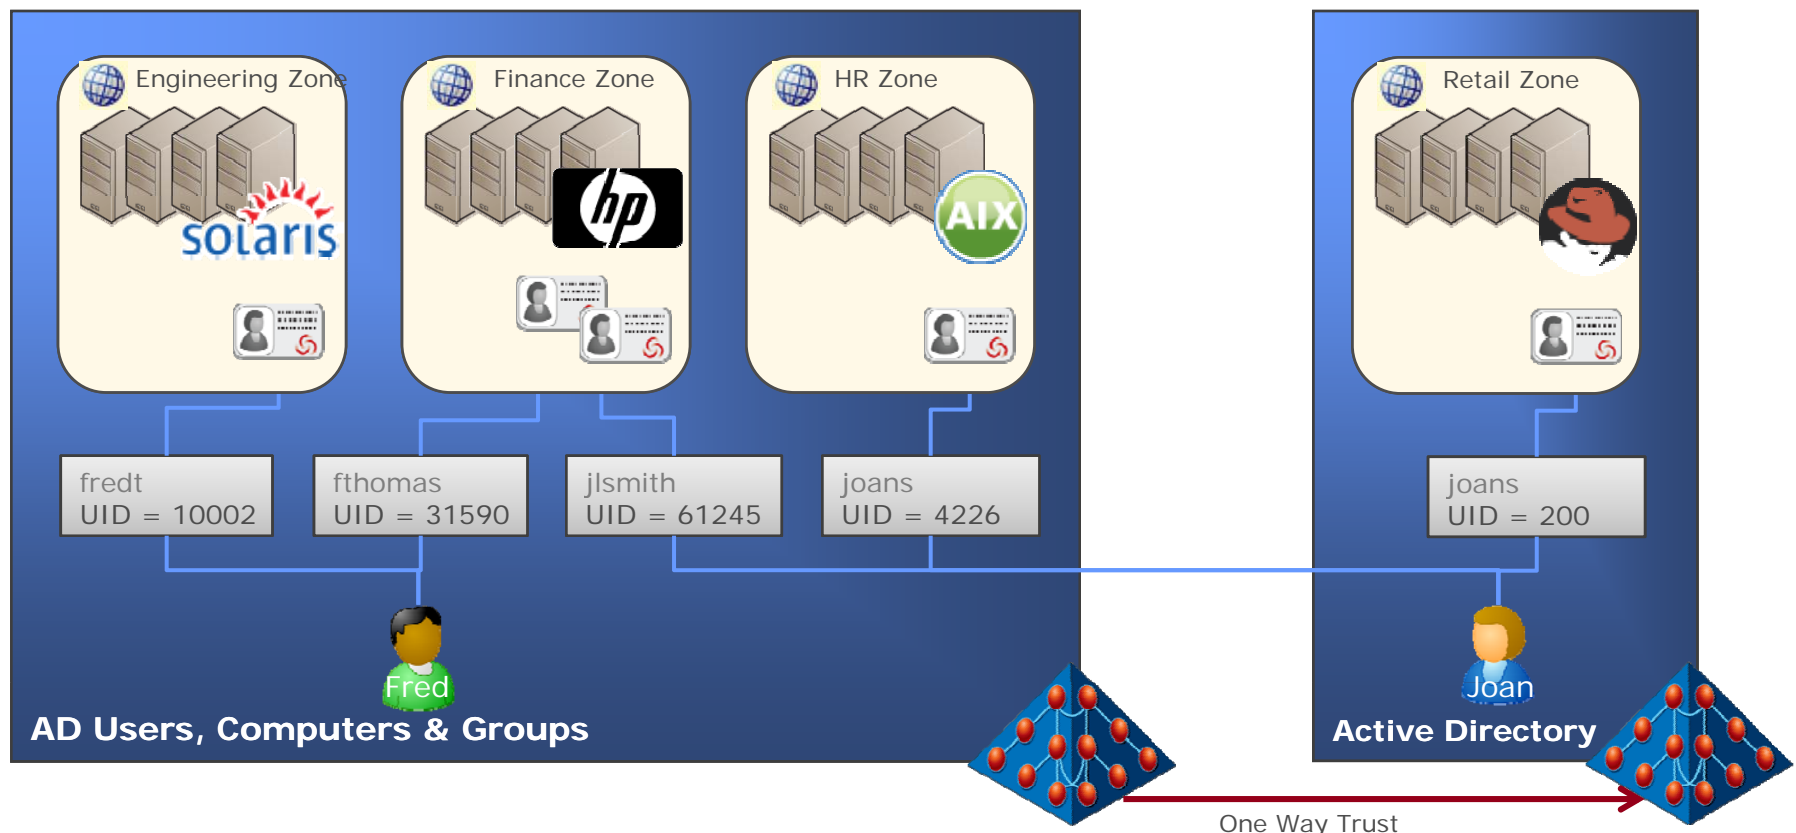 Engineering Zone
Finance Zone
HR Zone
Retail Zone
solaris
hp
AIX
fredt
UID = 10002
fthomas
UID = 31590
jlsmith
UID = 61245
joans
UID = 4226
joans
UID = 200
Fred
Joan
AD Users, Computers & Groups
Active Directory
One Way Trust